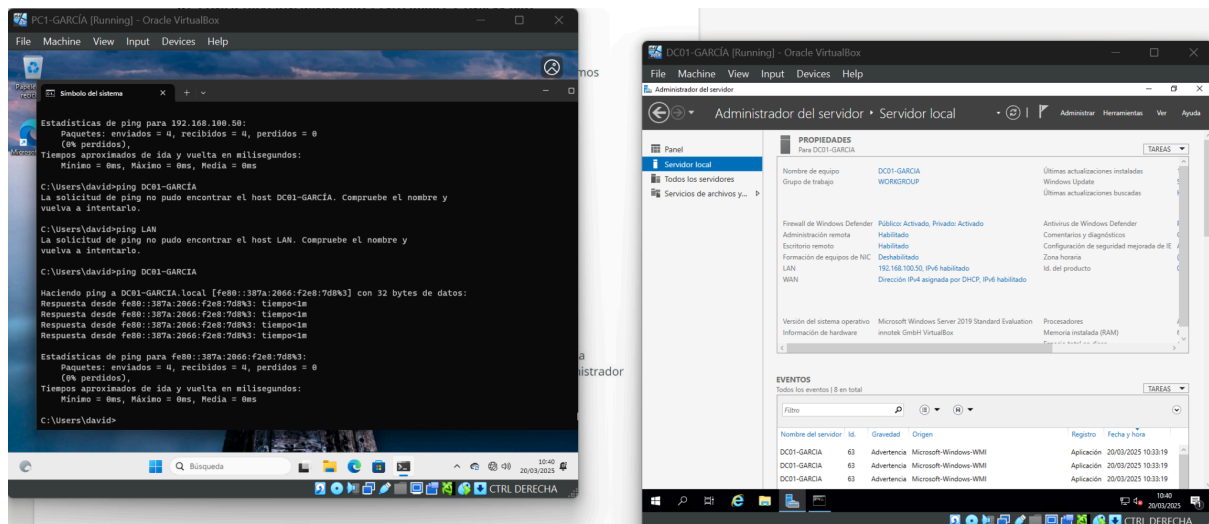 PC1-GARCÍA [Running] - Oracle VirtualBox
File Machine View Input Devices Help
Símbolo del sistema
Estadísticas de ping para 192.168.100.50:
Paquetes: enviados = 4, recibidos = 4, perdidos = 0
(0% perdidos),
Tiempos aproximados de ida y vuelta en milisegundos:
Mínimo = 0ms, Máximo = 0ms, Media = 0ms
C:\Users\david>ping DC01-GARCÍA
La solicitud de ping no pudo encontrar el host DC01-GARCÍA. Compruebe el nombre y
vuelva a intentarlo.
C:\Users\david>ping LAN
La solicitud de ping no pudo encontrar el host LAN. Compruebe el nombre y
vuelva a intentarlo.
C:\Users\david>ping DC01-GARCIA
Haciendo ping a DC01-GARCIA.local [fe80::387a:2066:f2e8:7d8%3] con 32 bytes de datos:
Respuesta desde fe80::387a:2066:f2e8:7d8%3: tiempo<1m
Respuesta desde fe80::387a:2066:f2e8:7d8%3: tiempo<1m
Respuesta desde fe80::387a:2066:f2e8:7d8%3: tiempo<1m
Respuesta desde fe80::387a:2066:f2e8:7d8%3: tiempo<1m
Estadísticas de ping para fe80::387a:2066:f2e8:7d8%3:
Paquetes: enviados = 4, recibidos = 4, perdidos = 0
(0% perdidos),
Tiempos aproximados de ida y vuelta en milisegundos:
Mínimo = 0ms, Máximo = 0ms, Media = 0ms
C:\Users\david>
Búsqueda
10:40
20/03/2025
CTRL DERECHA
mos
a
nistrador
DC01-GARCÍA [Running] - Oracle VirtualBox
File Machine View Input Devices Help
Administrador del servidor
Administrador del servidor Servidor local
Administrar Herramientas Ver Ayuda
Panel
Servidor local
Todos los servidores
Servicios de archivos y...
PROPIEDADES
Para DC01-GARCIA
TAREAS
Nombre de equipo DC01-GARCIA Últimas actualizaciones instaladas
Grupo de trabajo WORKGROUP Windows Update
Últimas actualizaciones buscadas
Firewall de Windows Defender Público: Activado, Privado: Activado Antivirus de Windows Defender
Administración remota Habilitado Comentarios y diagnósticos
Escritorio remoto Habilitado Configuración de seguridad mejorada de IE
Formación de equipos de NIC Deshabilitado Zona horaria
LAN 192.168.100.50, IPv6 habilitado Id. del producto
WAN Dirección IPv4 asignada por DHCP, IPv6 habilitado
Versión del sistema operativo Microsoft Windows Server 2019 Standard Evaluation Procesadores
Información de hardware innotek GmbH VirtualBox Memoria instalada (RAM)
EVENTOS
Todos los eventos | 8 en total
TAREAS
Filtro
Nombre del servidor Id. Gravedad Origen Registro Fecha y hora
DC01-GARCIA 63 Advertencia Microsoft-Windows-WMI Aplicación 20/03/2025 10:33:19
DC01-GARCIA 63 Advertencia Microsoft-Windows-WMI Aplicación 20/03/2025 10:33:19
DC01-GARCIA 63 Advertencia Microsoft-Windows-WMI Aplicación 20/03/2025 10:33:19
10:40
20/03/2025
CTRL DERECHA